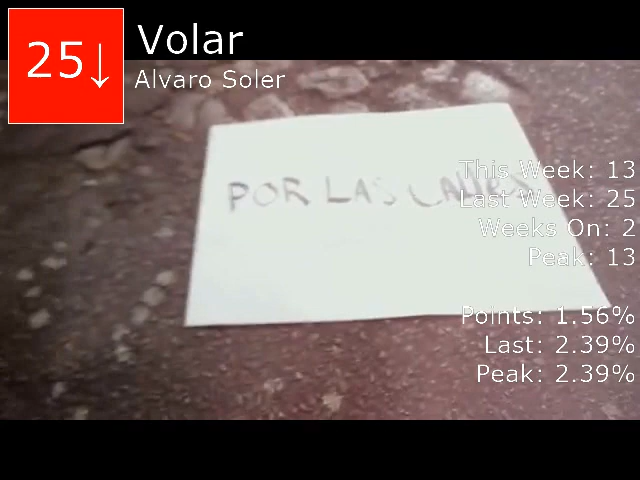 25↓
Volar
Alvaro Soler
This Week: 13
POR LAS CALLES
Last Week: 25
Weeks On: 2
Peak: 13
Points: 1.56%
Last: 2.39%
Peak: 2.39%